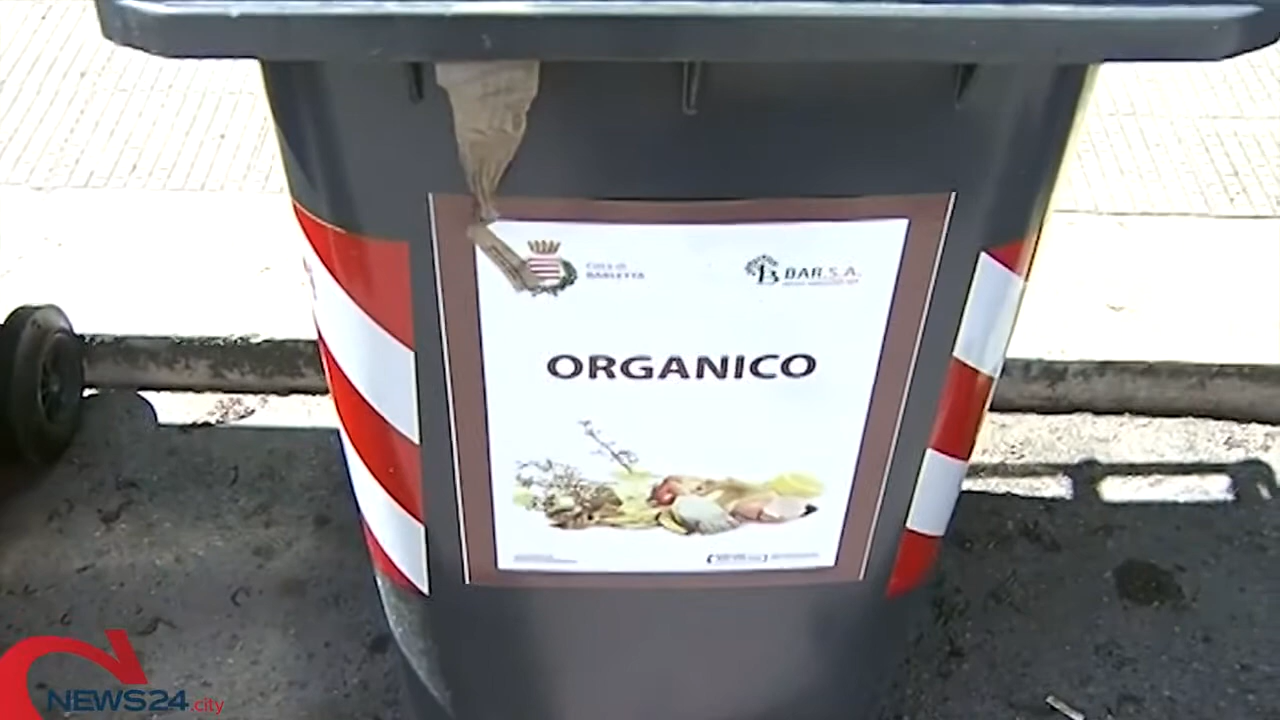 CITTÀ DI
BARLETTA
BAR.S.A.
ORGANICO
NEWS24.city